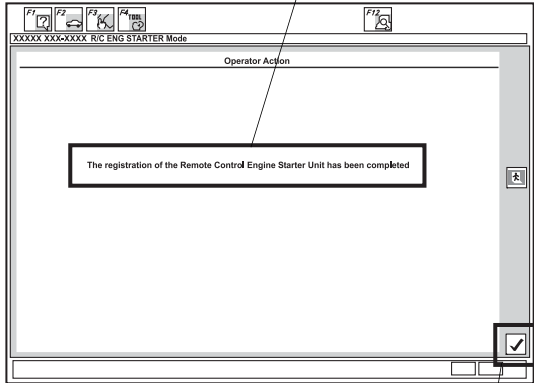 F1 F2 F3 F4 TOOL F12
XXXXX XXX-XXXX R/C ENG STARTER Mode
Operator Action
The registration of the Remote Control Engine Starter Unit has been completed